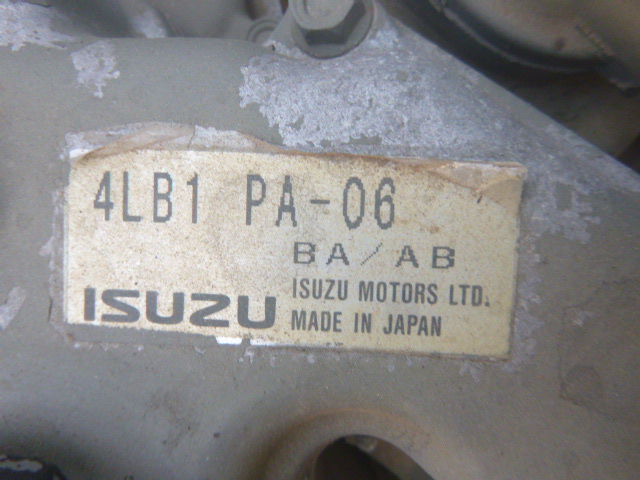 4LB1 PA-06
BA/AB
ISUZU
ISUZU MOTORS LTD.
MADE IN JAPAN